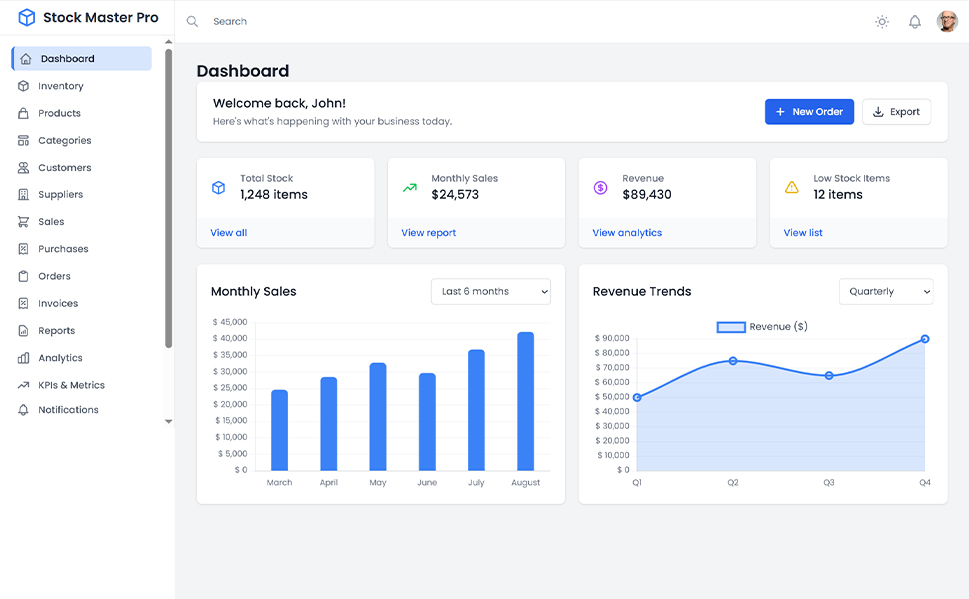 Stock Master Pro
Search
Dashboard
Inventory
Products
Categories
Customers
Suppliers
Sales
Purchases
Orders
Invoices
Reports
Analytics
KPIs & Metrics
Notifications
Dashboard
Welcome back, John!
Here's what's happening with your business today.
New Order
Export
Total Stock
1,248 items
View all
Monthly Sales
$24,573
View report
Revenue
$89,430
View analytics
Low Stock Items
12 items
View list
Monthly Sales
Last 6 months
$ 45,000
$ 40,000
$ 35,000
$ 30,000
$ 25,000
$ 20,000
$ 15,000
$ 10,000
$ 5,000
$ 0
March April May June July August
Revenue Trends
Quarterly
Revenue ($)
$ 90,000
$ 80,000
$ 70,000
$ 60,000
$ 50,000
$ 40,000
$ 30,000
$ 20,000
$ 10,000
$ 0
Q1 Q2 Q3 Q4